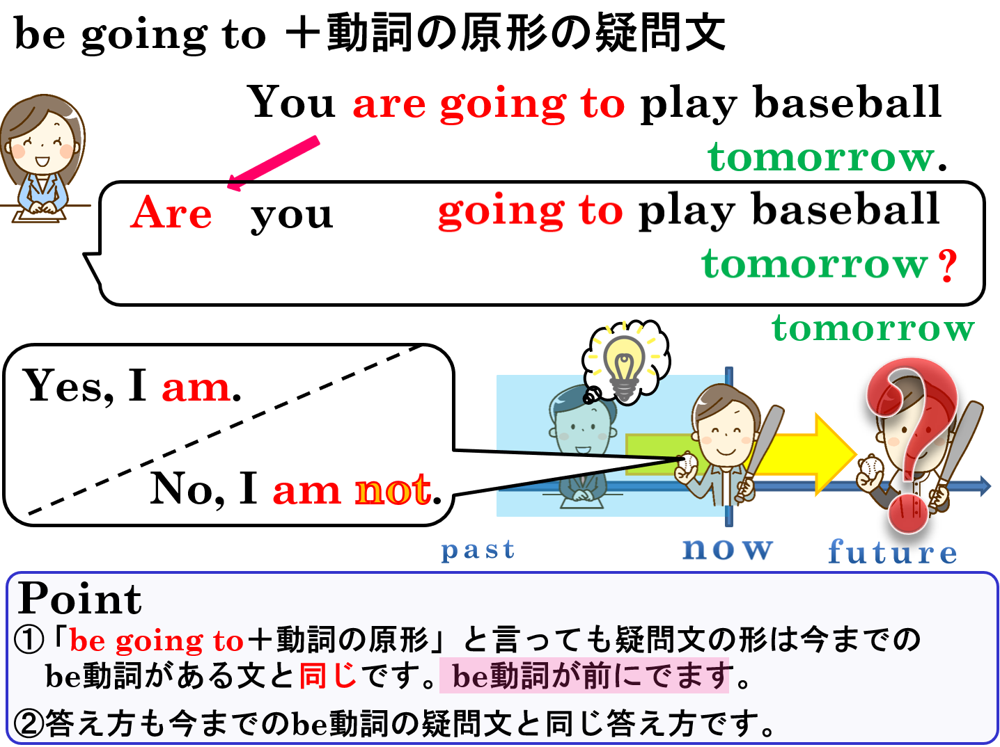 be going to ＋動詞の原形の疑問文
You are going to play baseball
tomorrow.
Are you going to play baseball
tomorrow？
tomorrow
Yes, I am.
No, I am not.
past
now
future
Point
①「be going to＋動詞の原形」と言っても疑問文の形は今までの
be動詞がある文と同じです。be動詞が前にでます。
②答え方も今までのbe動詞の疑問文と同じ答え方です。